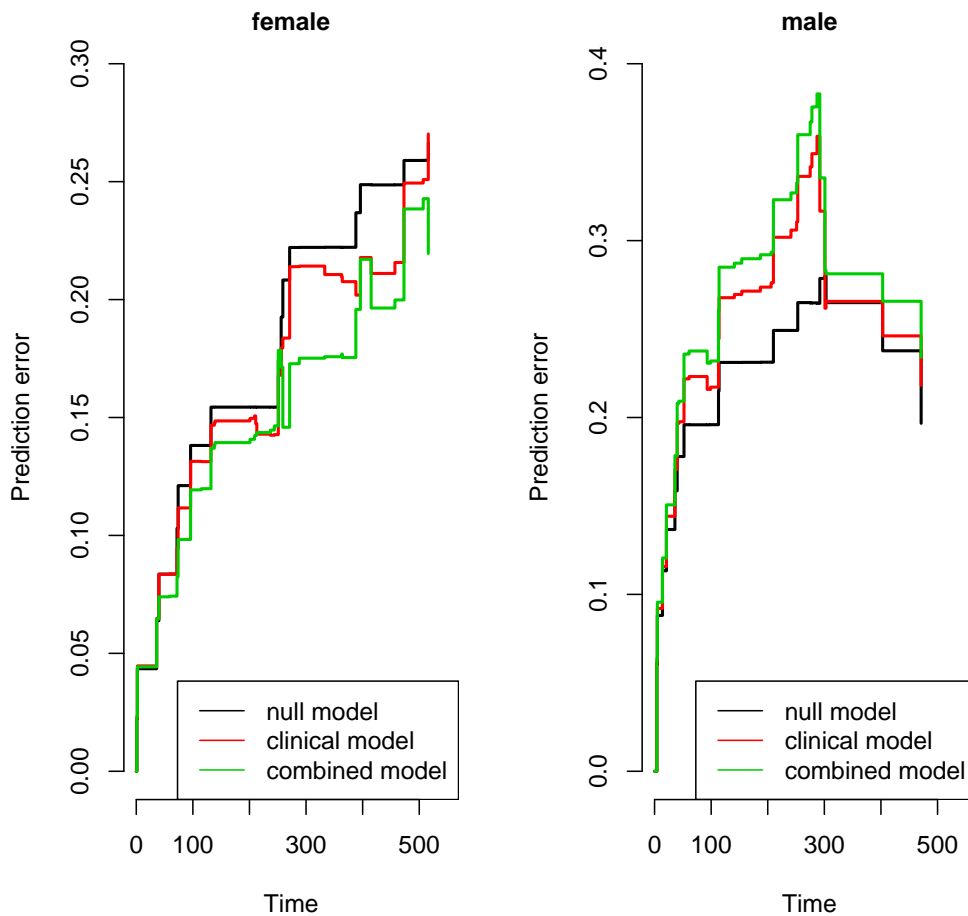 female
0.30
0.25
0.20
0.15
0.10
0.05
0.00
Prediction error
0 100 300 500
Time
null model
clinical model
combined model
male
0.4
0.3
0.2
0.1
0.0
Prediction error
0 100 300 500
Time
null model
clinical model
combined model